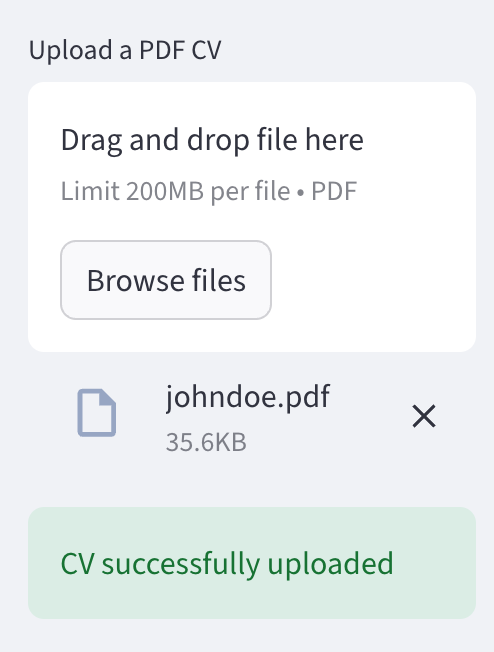 Upload a PDF CV
Drag and drop file here
Limit 200MB per file • PDF
Browse files
johndoe.pdf
35.6KB
CV successfully uploaded